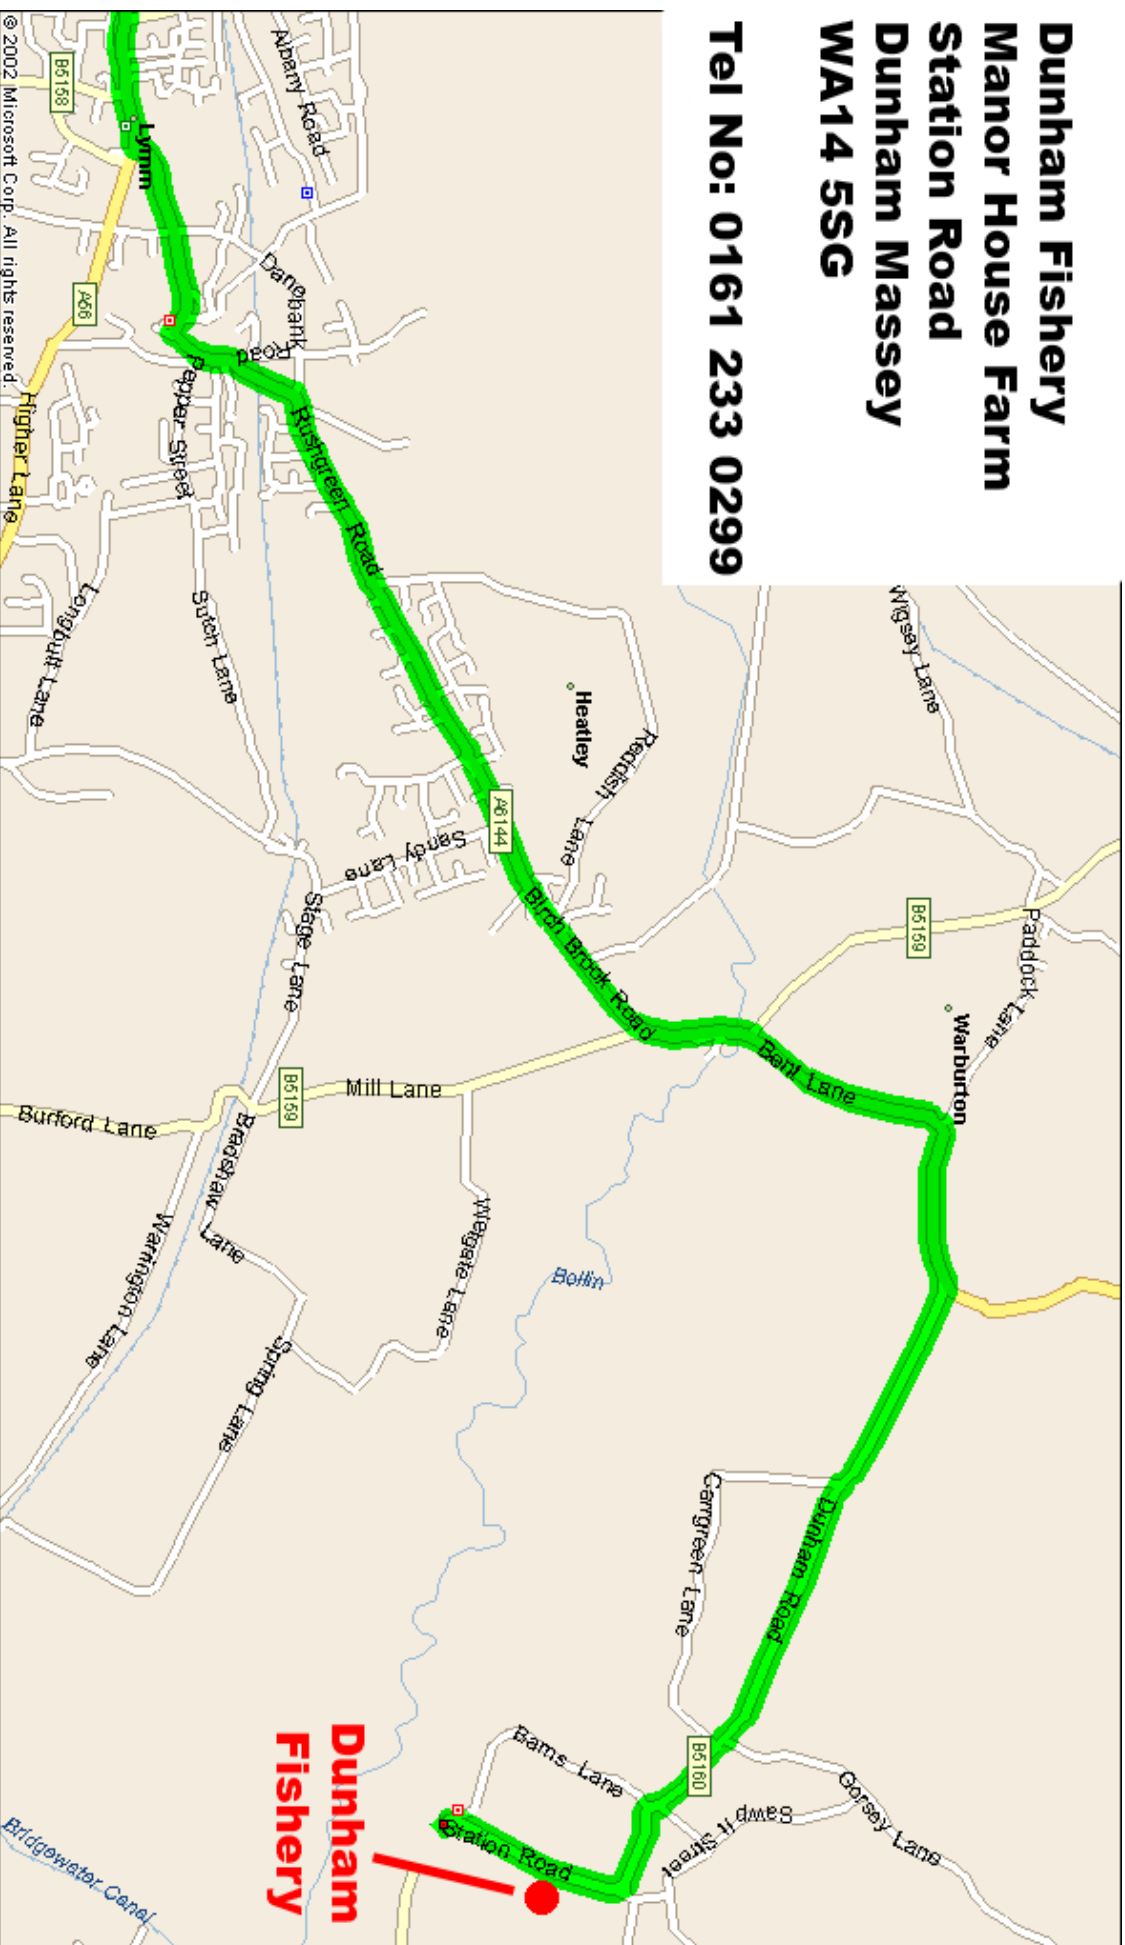 Dunham Fishery
Manor House Farm
Station Road
Dunham Massey
WA14 5SG
Tel No: 0161 233 0299
Wigsey Lane
Paddock Lane
B5159
Warburton
Heatley
Reddish Lane
Albany Road
Danebank Road
Rushgreen Road
A6144
Birch Brook Road
Bent Lane
Dunham Road
Carrgreen Lane
B5160
Gorsey Lane
Sawpit Street
Barns Lane
Station Road
Dunham
Fishery
Bollin
Lymm
B5158
A56
Pepper Street
Higher Lane
Sutch Lane
Longbutt Lane
Sandy Lane
Stage Lane
Mill Lane
B5159
Burford Lane
Bradshaw Lane
Warrington Lane
Wetgate Lane
Spring Lane
Bridgewater Canal
© 2002 Microsoft Corp. All rights reserved.